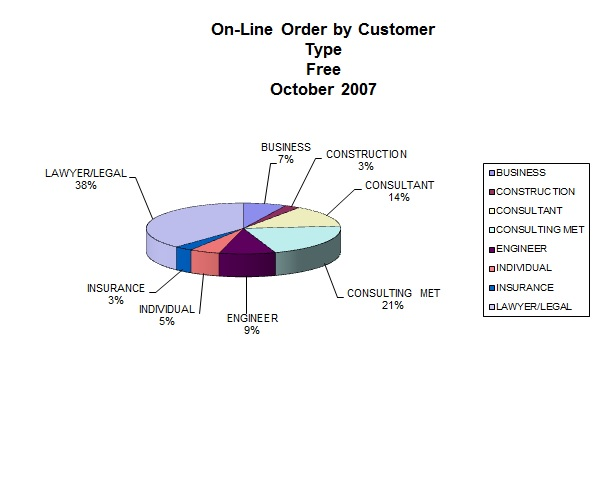 On-Line Order by Customer
Type
Free
October 2007
BUSINESS
7%
CONSTRUCTION
3%
CONSULTANT
14%
CONSULTING MET
21%
ENGINEER
9%
INDIVIDUAL
5%
INSURANCE
3%
LAWYER/LEGAL
38%
BUSINESS
CONSTRUCTION
CONSULTANT
CONSULTING MET
ENGINEER
INDIVIDUAL
INSURANCE
LAWYER/LEGAL